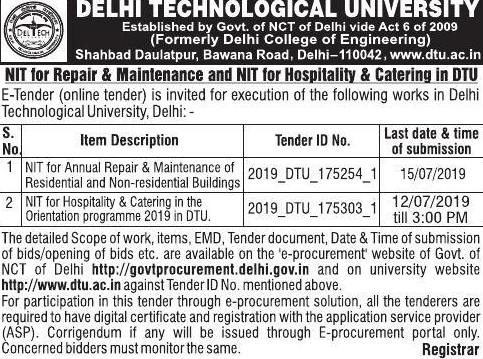 DELHI TECHNOLOGICAL UNIVERSITY
Established by Govt. of NCT of Delhi vide Act 6 of 2009
(Formerly Delhi College of Engineering)
Shahbad Daulatpur, Bawana Road, Delhi–110042, www.dtu.ac.in
DELTECH
NIT for Repair & Maintenance and NIT for Hospitality & Catering in DTU
E-Tender (online tender) is invited for execution of the following works in Delhi
Technological University, Delhi: -
S. No. Item Description Tender ID No. Last date & time of submission
1 NIT for Annual Repair & Maintenance of Residential and Non-residential Buildings 2019_DTU_175254_1 15/07/2019
2 NIT for Hospitality & Catering in the Orientation programme 2019 in DTU. 2019_DTU_175303_1 12/07/2019 till 3:00 PM
The detailed Scope of work, items, EMD, Tender document, Date & Time of submission
of bids/opening of bids etc. are available on the 'e-procurement' website of Govt. of
NCT of Delhi http://govtprocurement.delhi.gov.in and on university website
http://www.dtu.ac.in against Tender ID No. mentioned above.
For participation in this tender through e-procurement solution, all the tenderers are
required to have digital certificate and registration with the application service provider
(ASP). Corrigendum if any will be issued through E-procurement portal only.
Concerned bidders must monitor the same. Registrar